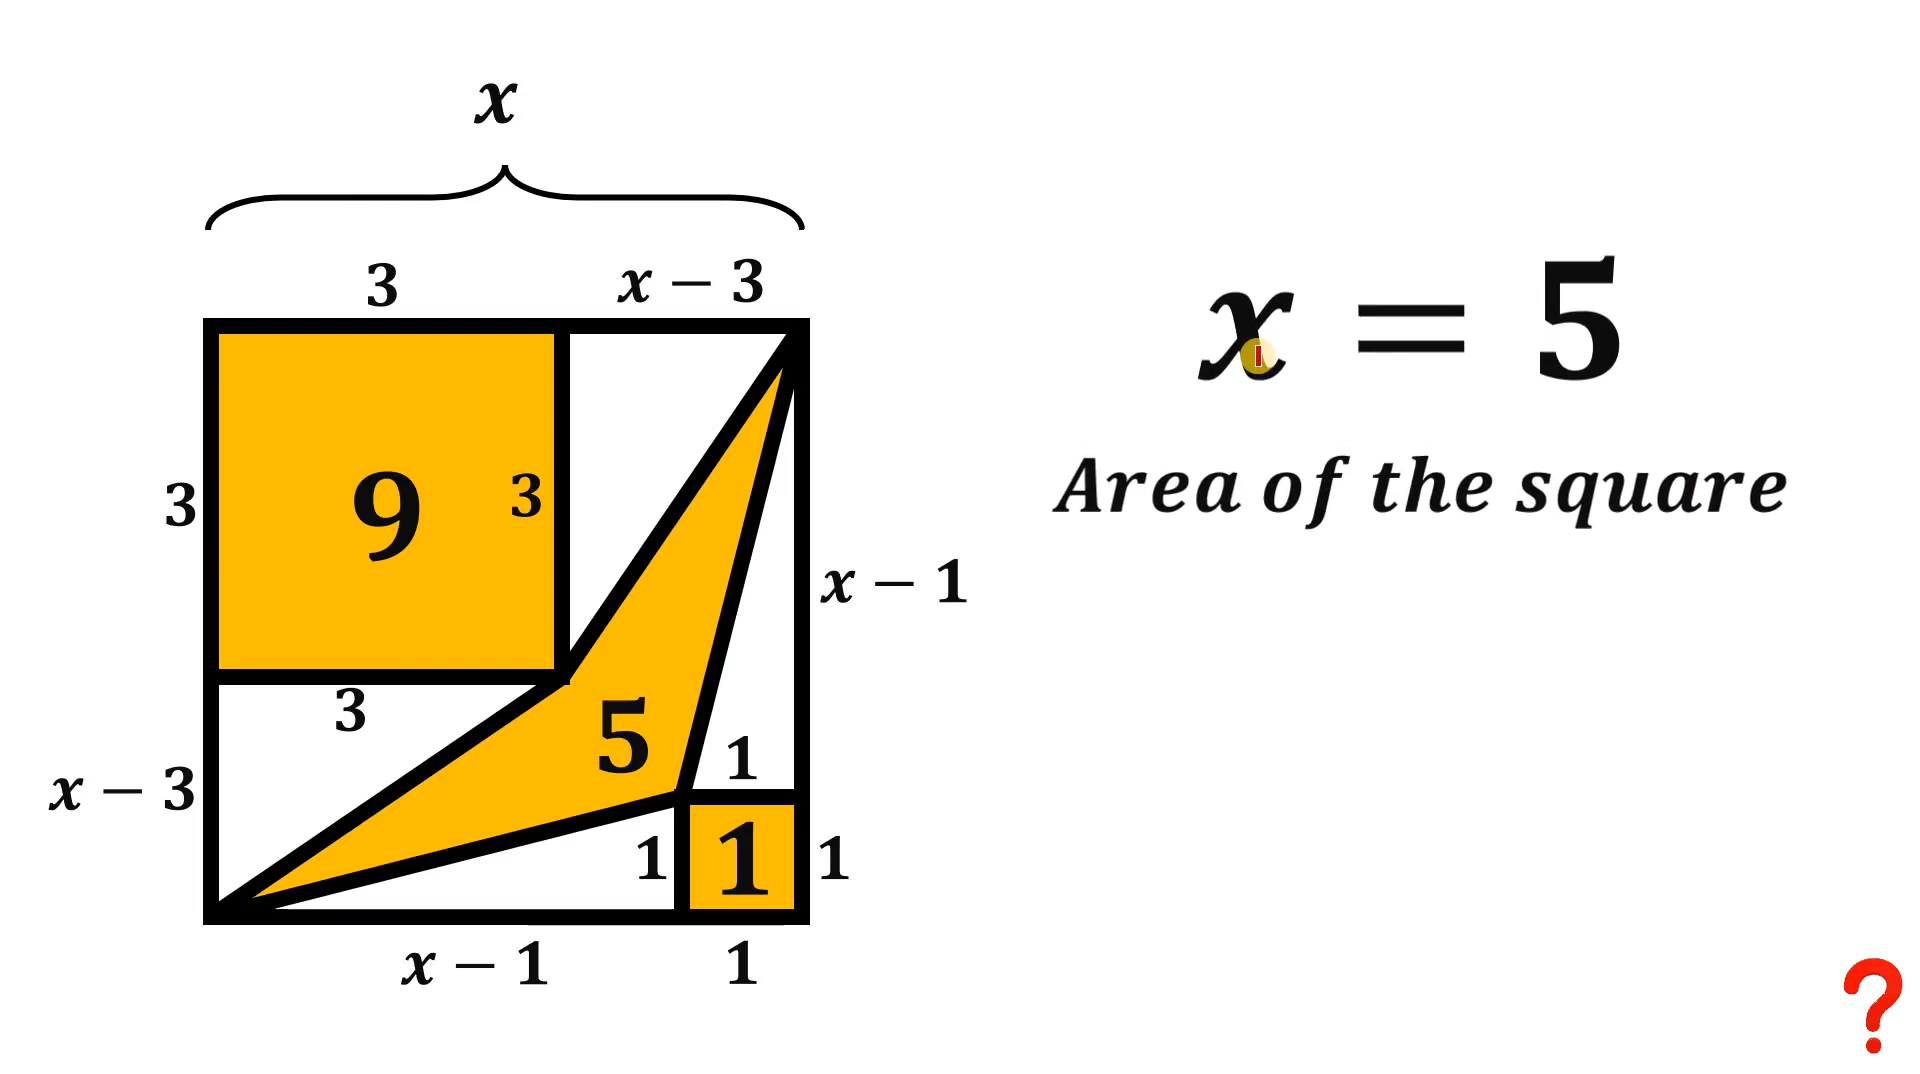 x
3
x − 3
x = 5
3
9
3
Area of the square
x − 1
3
5
1
x − 3
1
1
1
x − 1
1
?